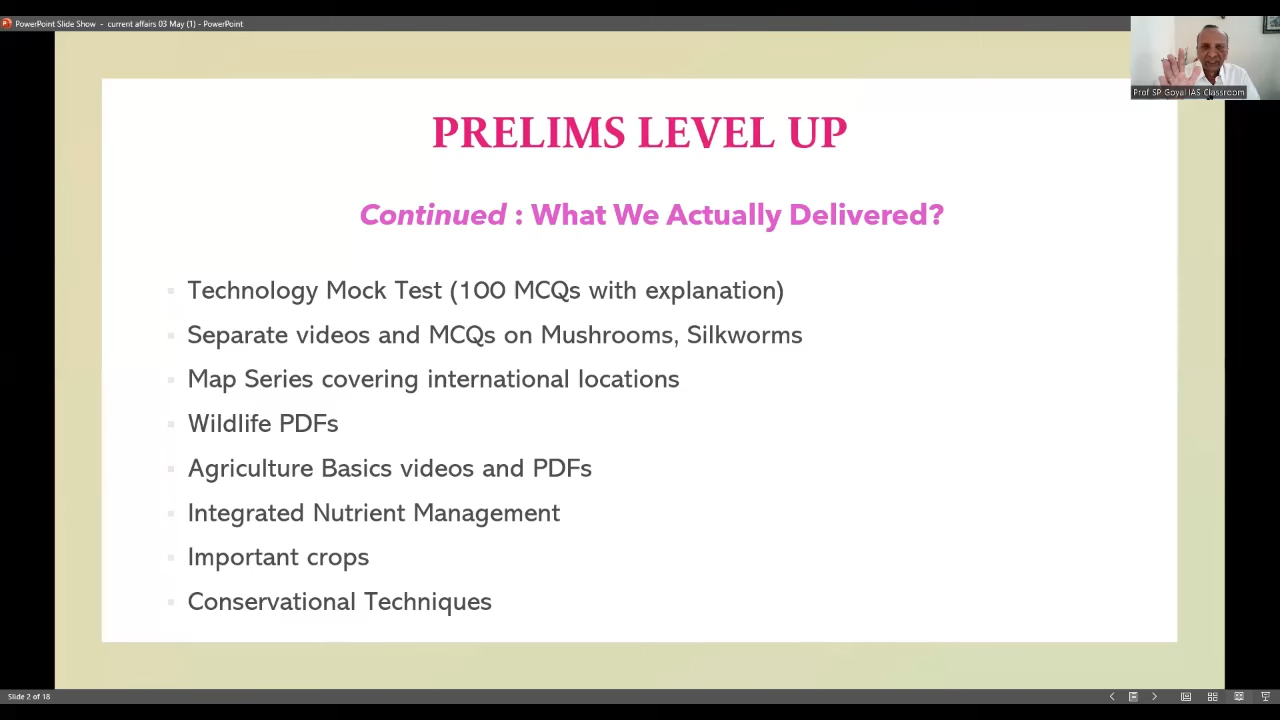 PowerPoint Slide Show - current affairs 03 May (1) - PowerPoint
Prof SP Goyal IAS Classroom
PRELIMS LEVEL UP
Continued : What We Actually Delivered?
Technology Mock Test (100 MCQs with explanation)
Separate videos and MCQs on Mushrooms, Silkworms
Map Series covering international locations
Wildlife PDFs
Agriculture Basics videos and PDFs
Integrated Nutrient Management
Important crops
Conservational Techniques
Slide 2 of 18